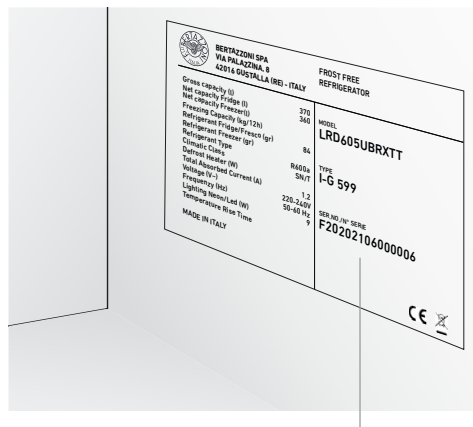 BERTAZZONI SPA
VIA PALAZZINA, 8
42016 GUSTALLA (RE) - ITALY
FROST FREE
REFRIGERATOR
Gross capacity (l) 370
Net capacity Fridge (l) 360
Net capacity Freezer(l)
Freezing Capacity (kg/12h)
Refrigerant Fridge/Fresco (gr) 84
Refrigerant Freezer (gr)
Refrigerant Type R600a
Climatic Class SN/T
Defrost Heater (W)
Total Absorbed Current (A) 1,2
Voltage (V~) 220-240V
Frequency (Hz) 50-60 Hz
Lighting Neon/Led (W) 9
Temperature Rise Time
MADE IN ITALY
MODEL
LRD605UBRXTT
TYPE
I-G 599
SER.NO./N° SERIE
F20202106000006
CE